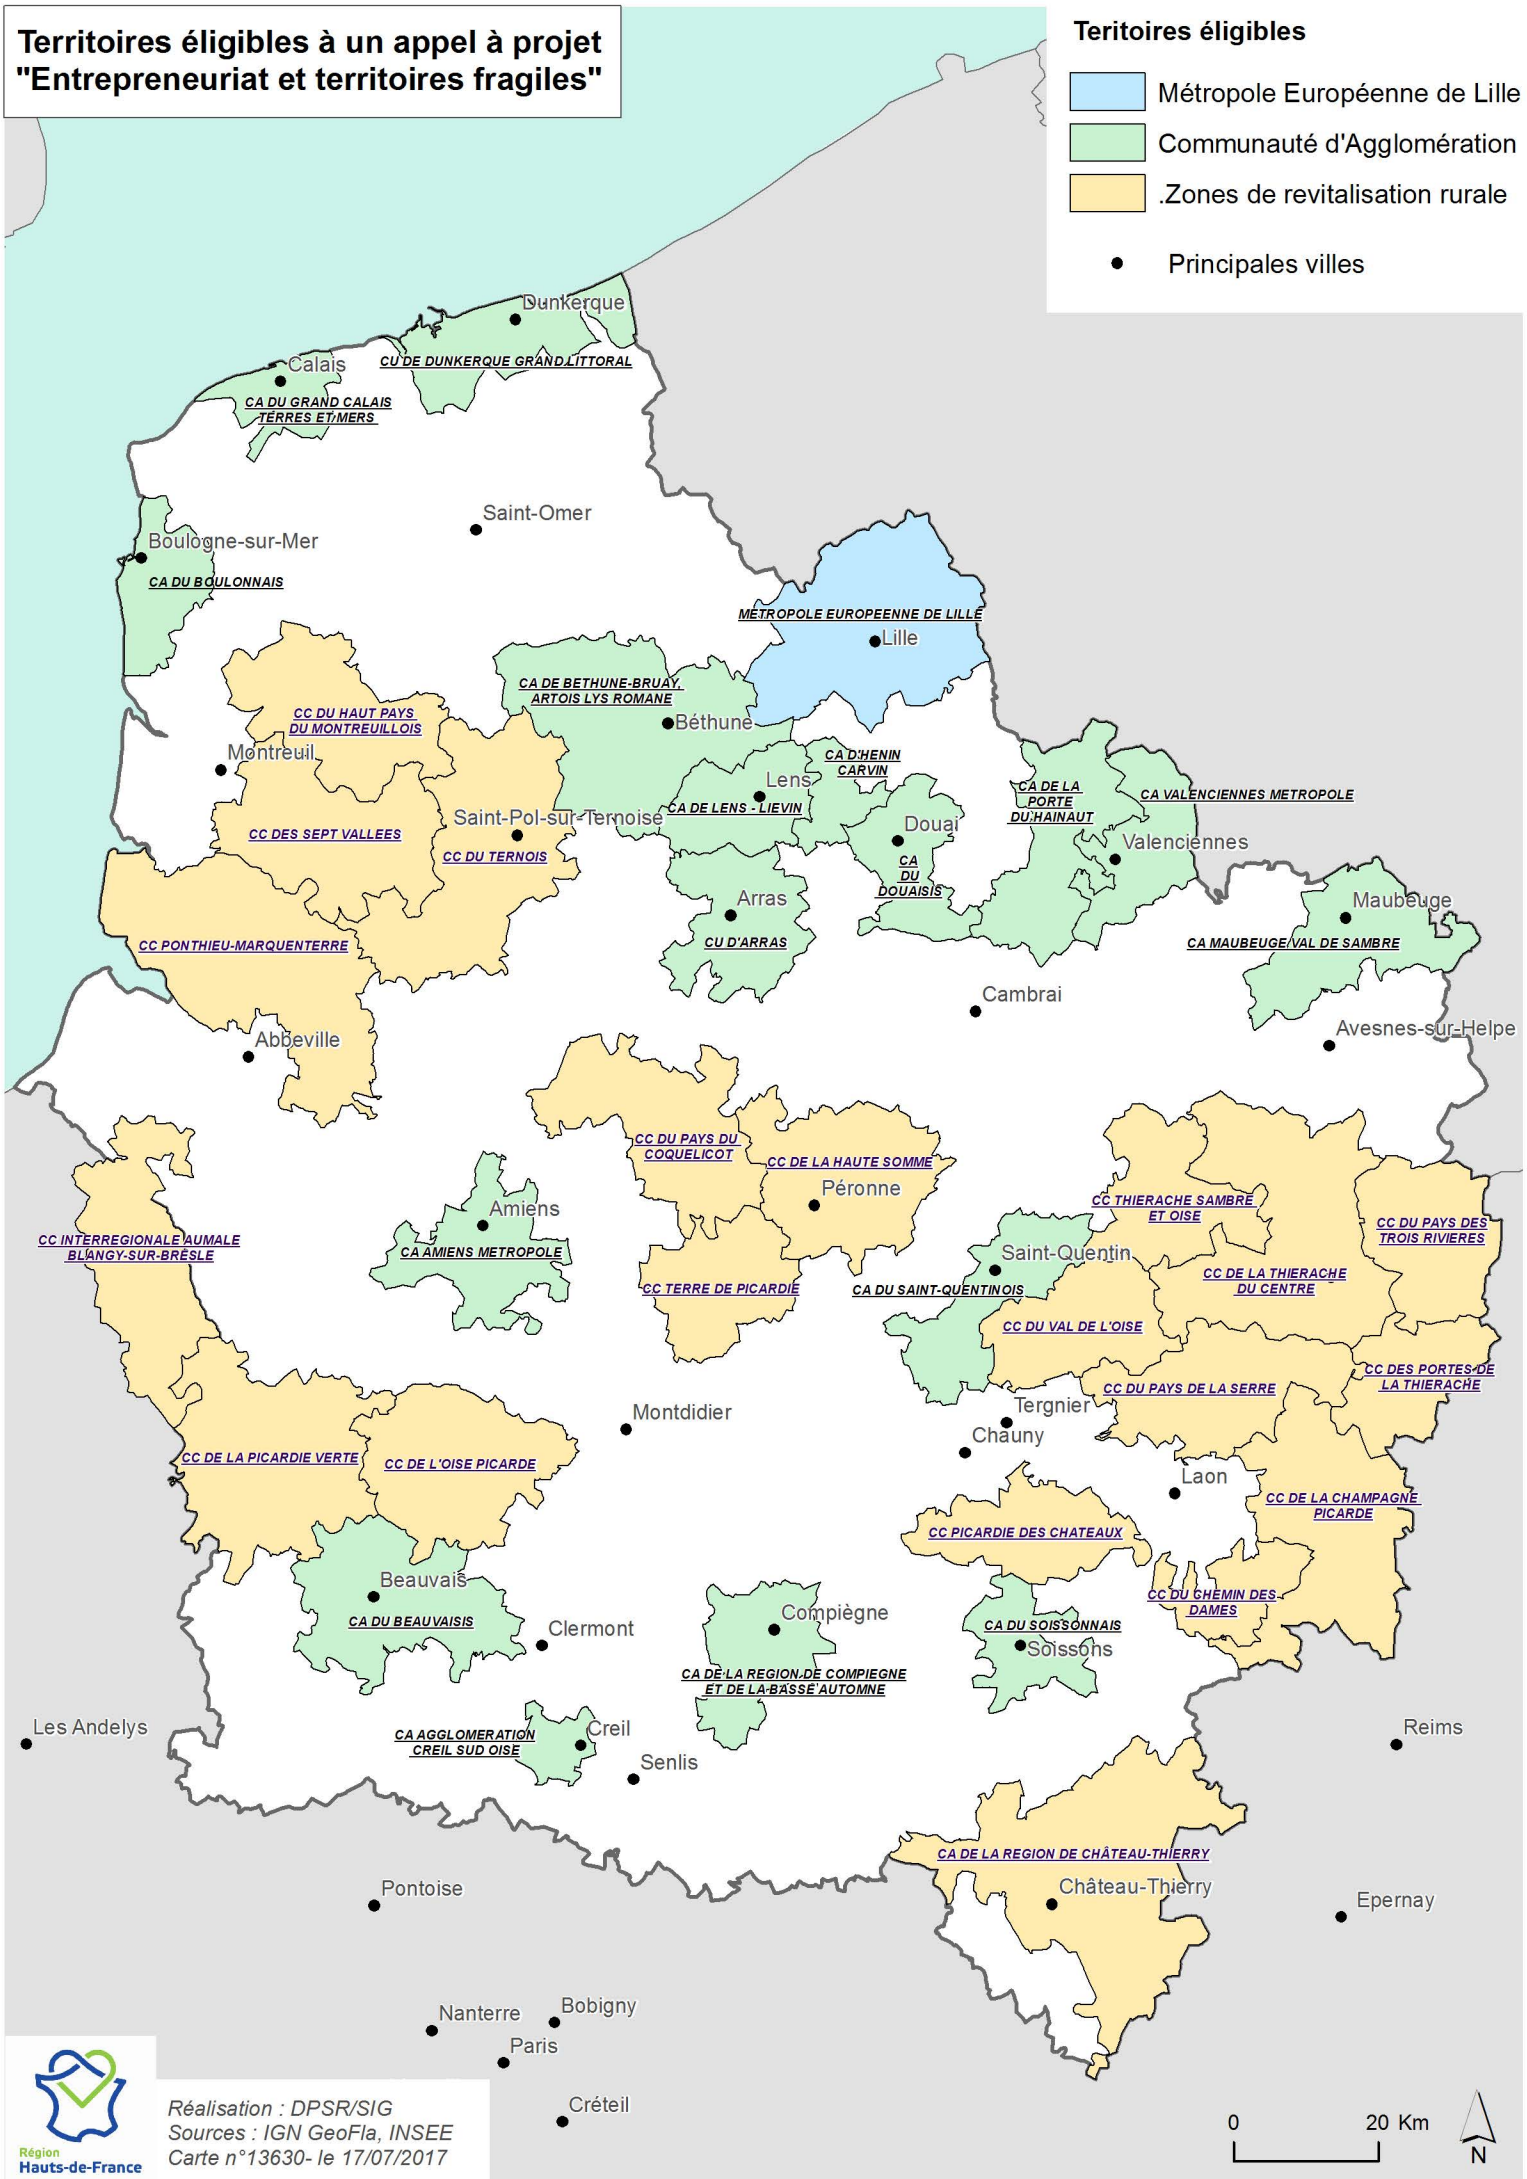 Territoires éligibles à un appel à projet
"Entrepreneuriat et territoires fragiles"
Teritoires éligibles
Métropole Européenne de Lille
Communauté d'Agglomération
.Zones de revitalisation rurale
Principales villes
Dunkerque
CU DE DUNKERQUE GRAND LITTORAL
Calais
CA DU GRAND CALAIS
TERRES ET MERS
Saint-Omer
Boulogne-sur-Mer
CA DU BOULONNAIS
METROPOLE EUROPEENNE DE LILLE
Lille
CA DE BETHUNE-BRUAY,
ARTOIS LYS ROMANE
Béthune
CC DU HAUT PAYS
DU MONTREUILLOIS
Montreuil
CA D'HENIN
CARVIN
Lens
CA DE LENS - LIEVIN
CA DE LA
PORTE
DU HAINAUT
CA VALENCIENNES METROPOLE
Valenciennes
Saint-Pol-sur-Ternoise
CC DES SEPT VALLEES
CC DU TERNOIS
Douai
CA
DU
DOUAISIS
Arras
CU D'ARRAS
Maubeuge
CA MAUBEUGE VAL DE SAMBRE
CC PONTHIEU-MARQUENTERRE
Cambrai
Avesnes-sur-Helpe
Abbeville
CC DU PAYS DU
COQUELICOT
CC DE LA HAUTE SOMME
Péronne
Amiens
CA AMIENS METROPOLE
CC INTERREGIONALE AUMALE
BLANGY-SUR-BRESLE
CC TERRE DE PICARDIE
CC THIERACHE SAMBRE
ET OISE
CC DU PAYS DES
TROIS RIVIERES
Saint-Quentin
CA DU SAINT-QUENTINOIS
CC DE LA THIERACHE
DU CENTRE
CC DU VAL DE L'OISE
CC DES PORTES DE
LA THIERACHE
CC DU PAYS DE LA SERRE
Montdidier
Tergnier
Chauny
CC DE LA PICARDIE VERTE
CC DE L'OISE PICARDE
Laon
CC DE LA CHAMPAGNE
PICARDE
CC PICARDIE DES CHATEAUX
CC DU CHEMIN DES
DAMES
Beauvais
CA DU BEAUVAISIS
Clermont
Compiègne
CA DE LA REGION DE COMPIEGNE
ET DE LA BASSE AUTOMNE
CA DU SOISSONNAIS
Soissons
Les Andelys
CA AGGLOMERATION
CREIL SUD OISE
Creil
Senlis
Reims
CA DE LA REGION DE CHÂTEAU-THIERRY
Château-Thierry
Pontoise
Epernay
Nanterre
Bobigny
Paris
Créteil
Région
Hauts-de-France
Réalisation : DPSR/SIG
Sources : IGN GeoFla, INSEE
Carte n°13630- le 17/07/2017
0 20 Km
N